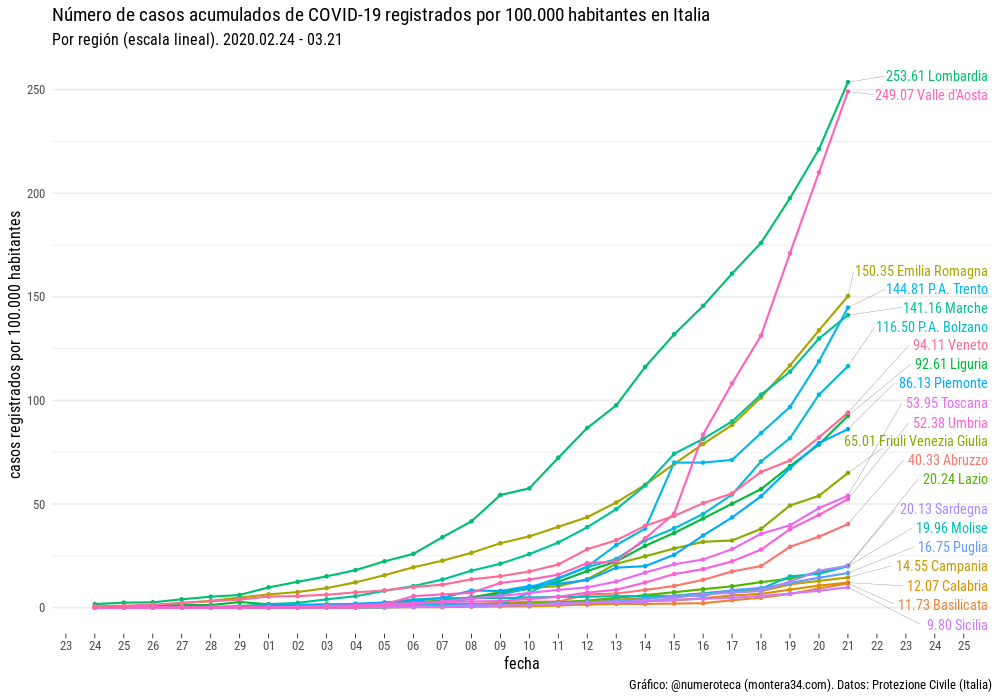 Número de casos acumulados de COVID-19 registrados por 100.000 habitantes en Italia
Por región (escala lineal). 2020.02.24 - 03.21
casos registrados por 100.000 habitantes
250
200
150
100
50
0
253.61 Lombardia
249.07 Valle d'Aosta
150.35 Emilia Romagna
144.81 P.A. Trento
141.16 Marche
116.50 P.A. Bolzano
94.11 Veneto
92.61 Liguria
86.13 Piemonte
53.95 Toscana
52.38 Umbria
65.01 Friuli Venezia Giulia
40.33 Abruzzo
20.24 Lazio
20.13 Sardegna
19.96 Molise
16.75 Puglia
14.55 Campania
12.07 Calabria
11.73 Basilicata
9.80 Sicilia
23 24 25 26 27 28 29 01 02 03 04 05 06 07 08 09 10 11 12 13 14 15 16 17 18 19 20 21 22 23 24 25
fecha
Gráfico: @numeroteca (montera34.com). Datos: Protezione Civile (Italia)